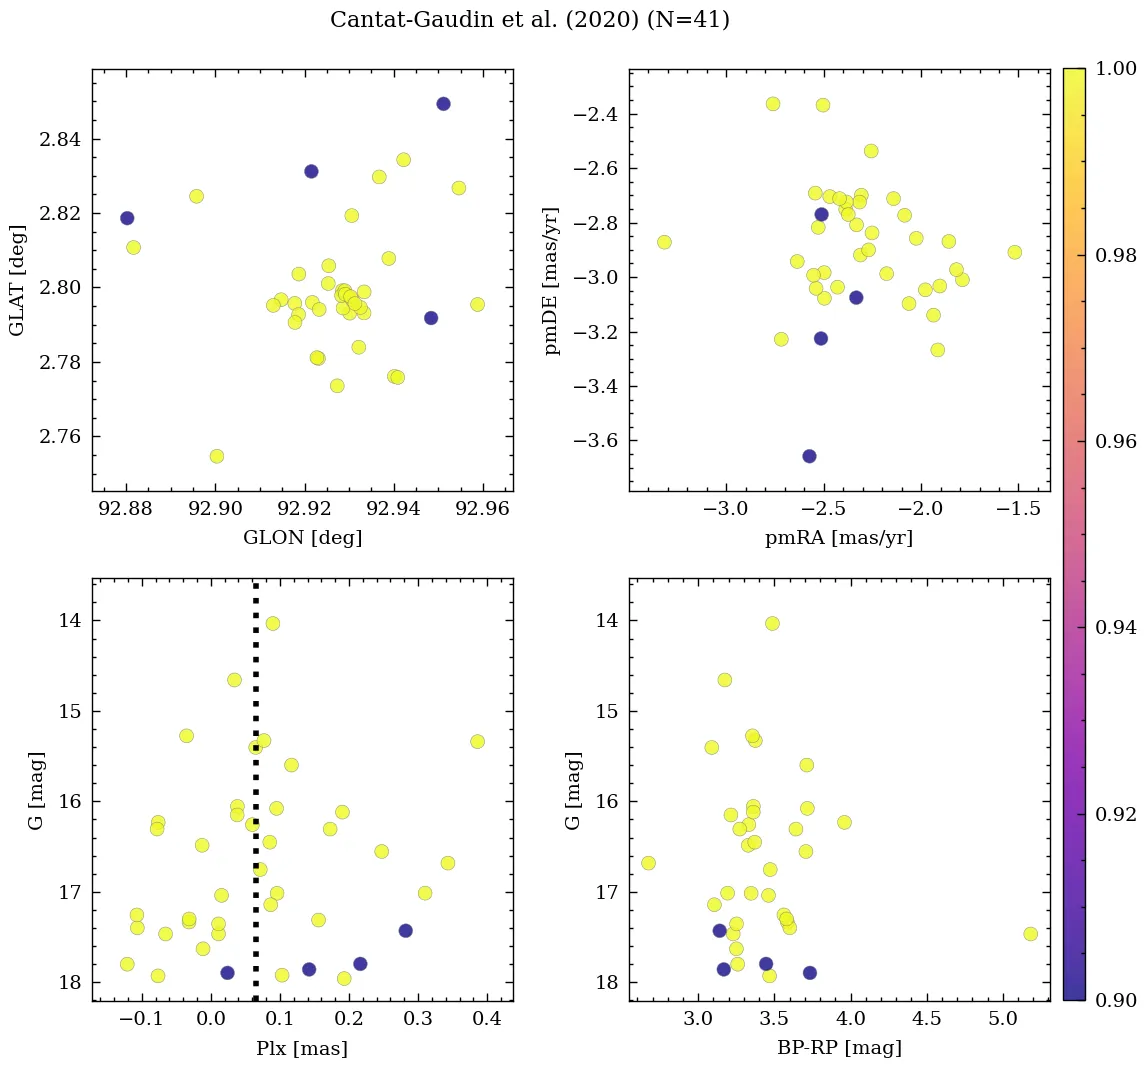 Cantat-Gaudin et al. (2020) (N=41)
2.84
2.82
2.80
2.78
2.76
GLAT [deg]
92.88 92.90 92.92 92.94 92.96
GLON [deg]
−2.4
−2.6
−2.8
−3.0
−3.2
−3.4
−3.6
pmDE [mas/yr]
−3.0 −2.5 −2.0 −1.5
pmRA [mas/yr]
14
15
16
17
18
G [mag]
−0.1 0.0 0.1 0.2 0.3 0.4
Plx [mas]
14
15
16
17
18
G [mag]
3.0 3.5 4.0 4.5 5.0
BP-RP [mag]
1.00
0.98
0.96
0.94
0.92
0.90